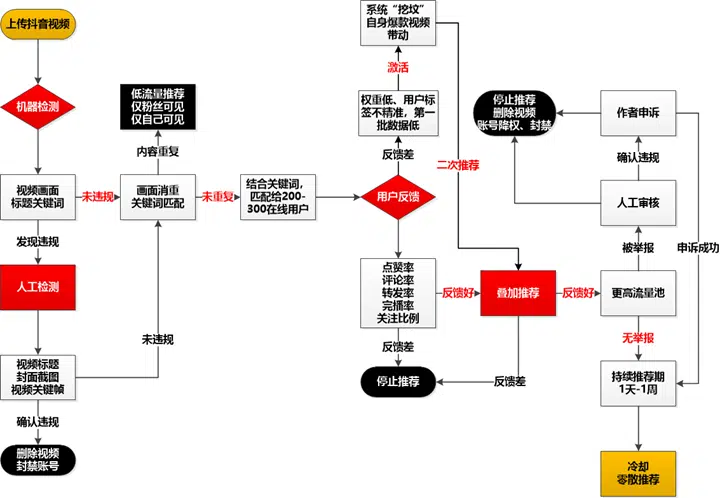 上传抖音视频
机器检测
视频画面
标题关键词
发现违规
人工检测
视频标题
封面截图
视频关键帧
确认违规
删除视频
封禁账号
未违规
未违规
低流量推荐
仅粉丝可见
仅自己可见
内容重复
画面消重
关键词匹配
未重复
结合关键词,
匹配给200-
300在线用户
系统“挖坟”
自身爆款视频
带动
激活
权重低、用户标
签不精准，第一
批数据低
反馈差
用户反馈
点赞率
评论率
转发率
完播率
关注比例
反馈差
停止推荐
反馈好
二次推荐
叠加推荐
反馈差
反馈好
停止推荐
删除视频
账号降权、封禁
作者申诉
确认违规
人工审核
被举报
更高流量池
无举报
申诉成功
持续推荐期
1天-1周
冷却
零散推荐